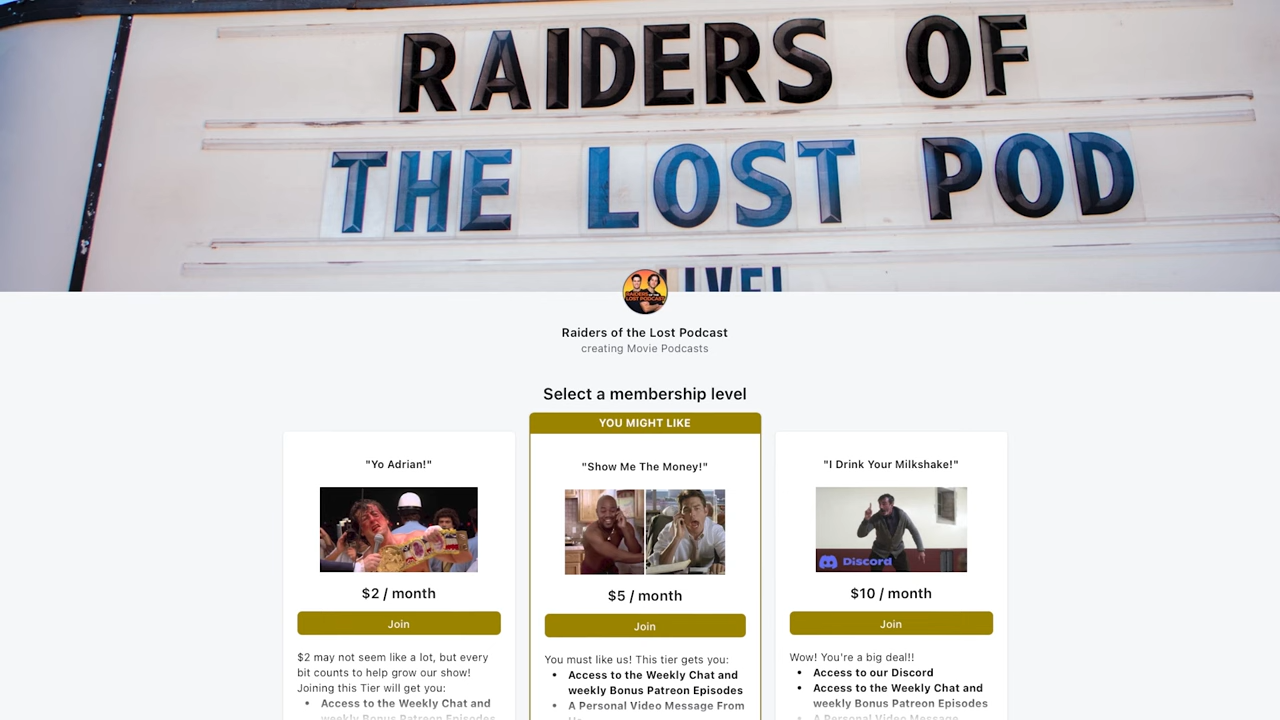 RAIDERS OF
THE LOST POD
LIVE!
RAIDERS OF THE
LOST PODCAST
Raiders of the Lost Podcast
creating Movie Podcasts
Select a membership level
YOU MIGHT LIKE
"Yo Adrian!"
"Show Me The Money!"
"I Drink Your Milkshake!"
Discord
$2 / month
$5 / month
$10 / month
Join
Join
Join
$2 may not seem like a lot, but every
bit counts to help grow our show!
Joining this Tier will get you:
• Access to the Weekly Chat and
weekly Bonus Patreon Episodes
You must like us! This tier gets you:
• Access to the Weekly Chat and
weekly Bonus Patreon Episodes
• A Personal Video Message From
Wow! You're a big deal!!
• Access to our Discord
• Access to the Weekly Chat and
weekly Bonus Patreon Episodes
• A Personal Video Message